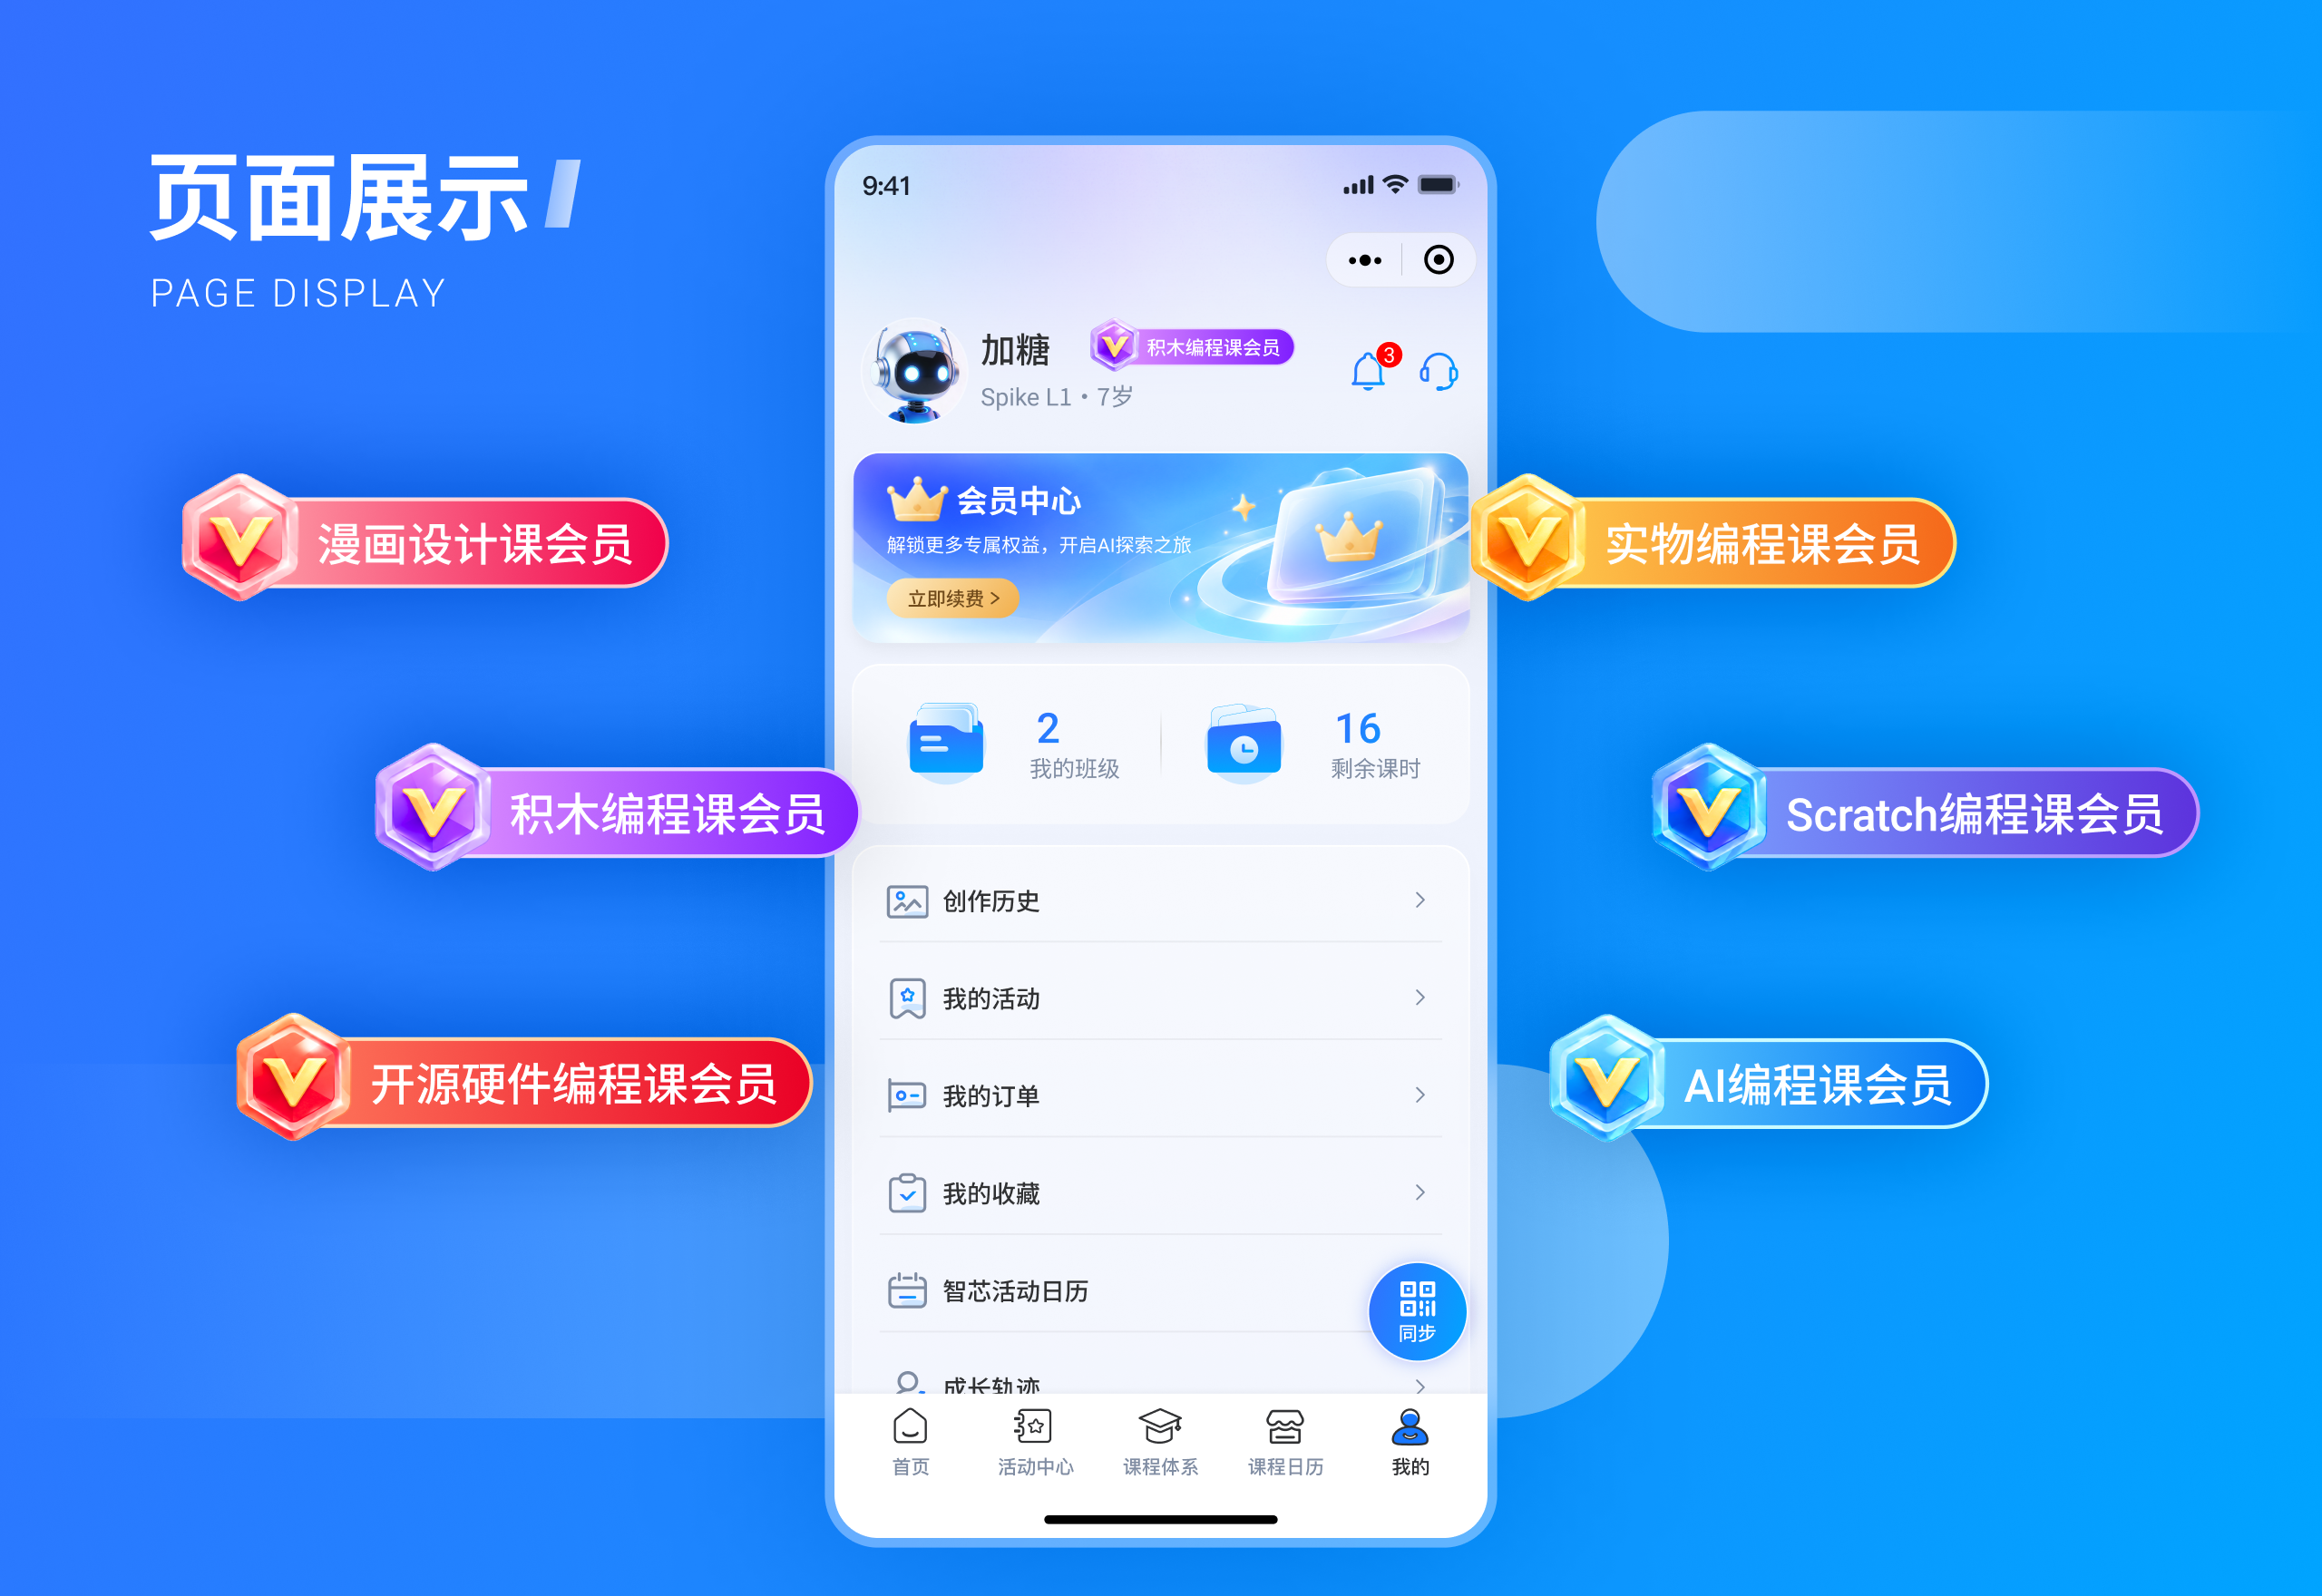 页面展示
PAGE DISPLAY
9:41
加糖
积木编程课会员
3
Spike L1 • 7岁
会员中心
解锁更多专属权益，开启AI探索之旅
立即续费 >
漫画设计课会员
实物编程课会员
2
我的班级
16
剩余课时
积木编程课会员
Scratch编程课会员
创作历史
我的活动
开源硬件编程课会员
AI编程课会员
我的订单
我的收藏
智芯活动日历
同步
成长轨迹
首页
活动中心
课程体系
课程日历
我的